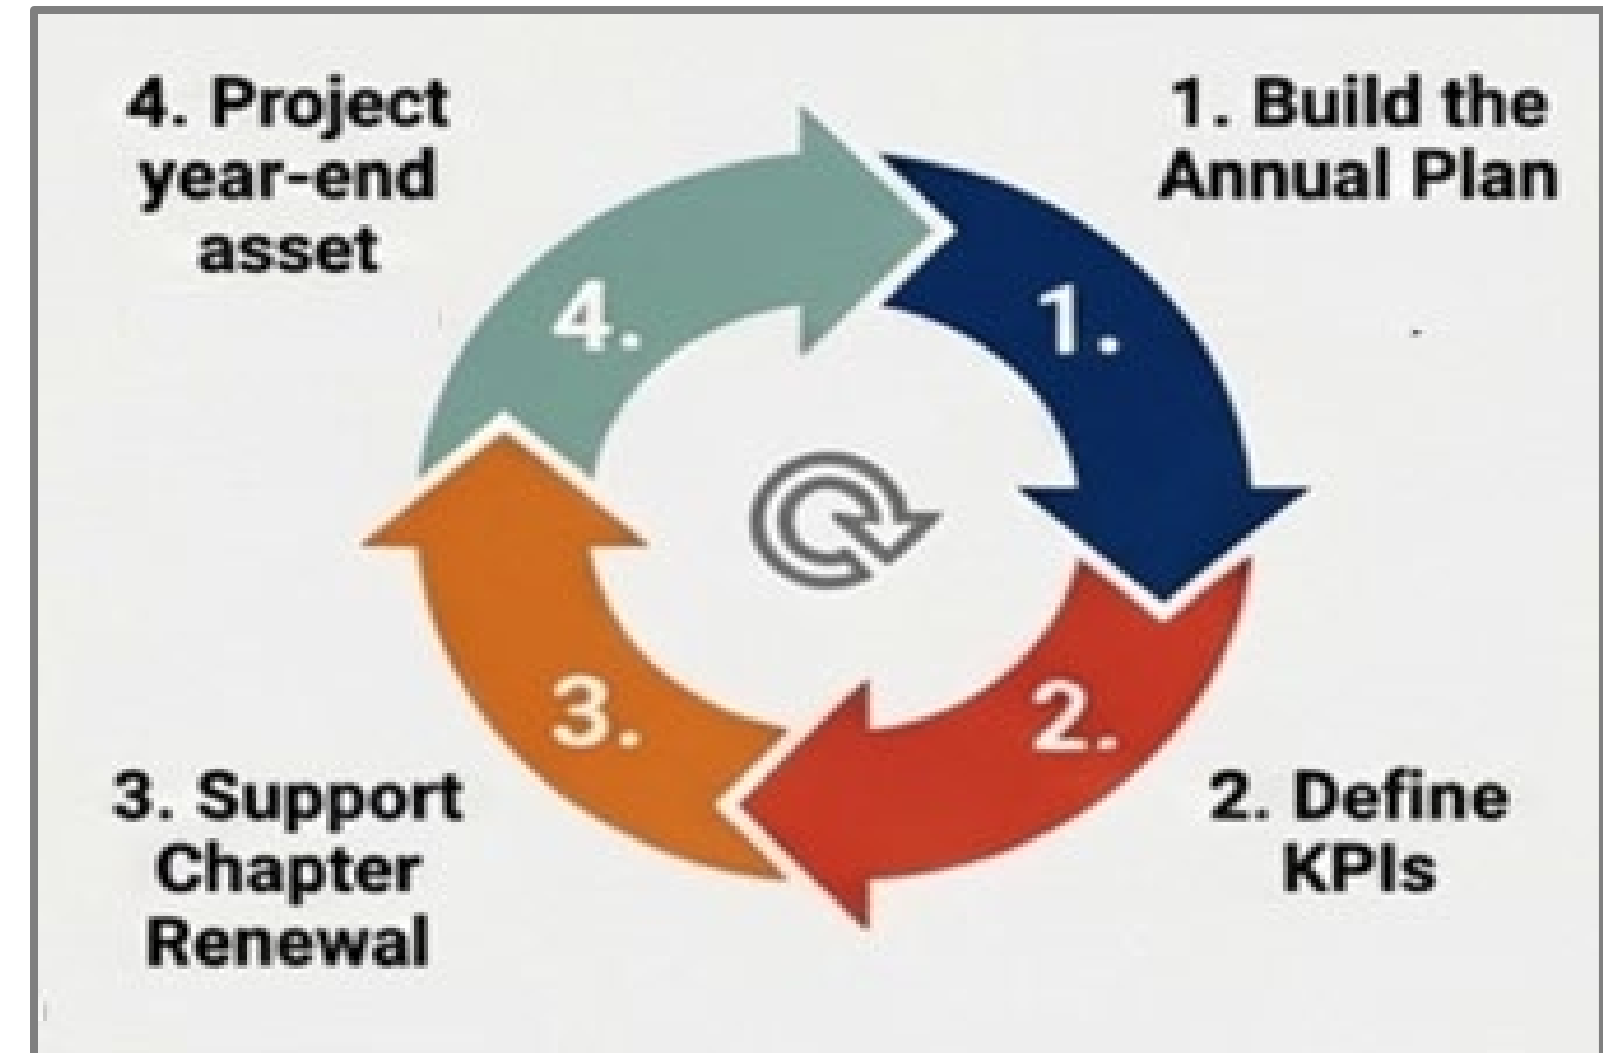 1. Build the
Annual Plan
2. Define
KPIs
3. Support
Chapter
Renewal
4. Project
year-end
asset
1.
2.
3.
4.